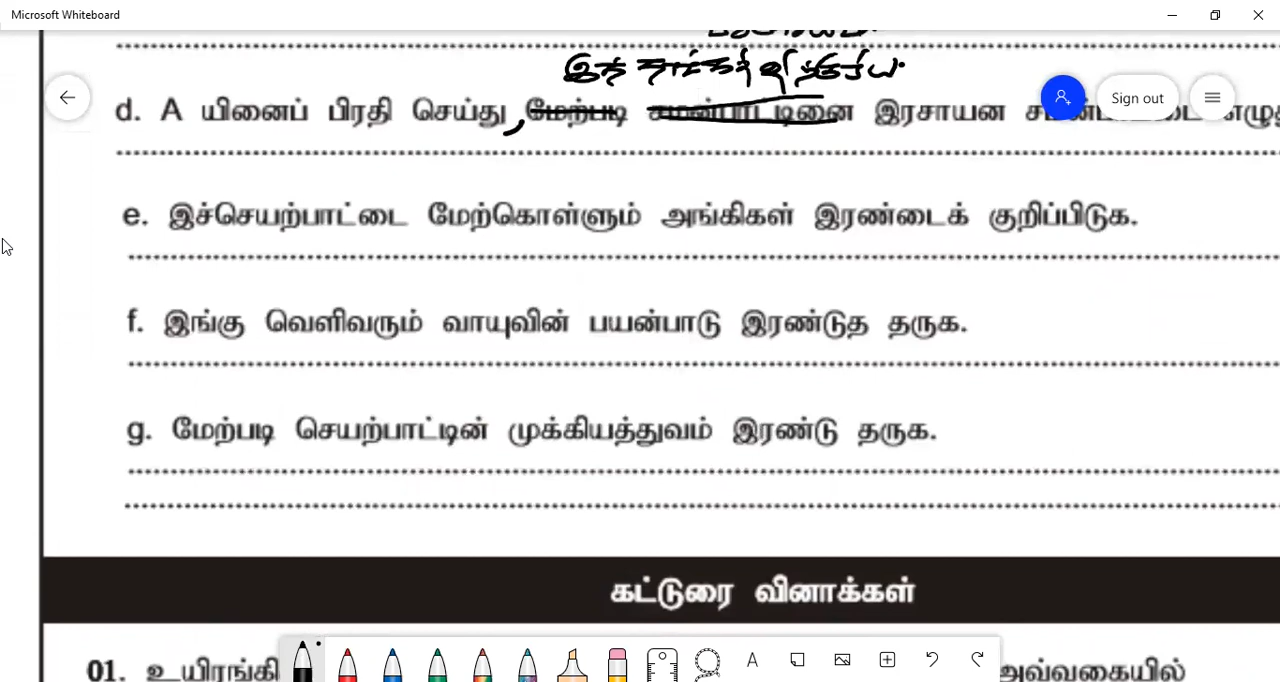 Microsoft Whiteboard
இத்
d. A யினைப் பிரதி செய்து, மேற்படி சமன்பாட்டினை இரசாயன
Sign out
e. இச்செயற்பாட்டை மேற்கொள்ளும் அங்கிகள் இரண்டைக் குறிப்பிடுக.
f. இங்கு வெளிவரும் வாயுவின் பயன்பாடு இரண்டுத தருக.
g. மேற்படி செயற்பாட்டின் முக்கியத்துவம் இரண்டு தருக.
கட்டுரை வினாக்கள்
01. உயிரங்கி அவ்வகையில்